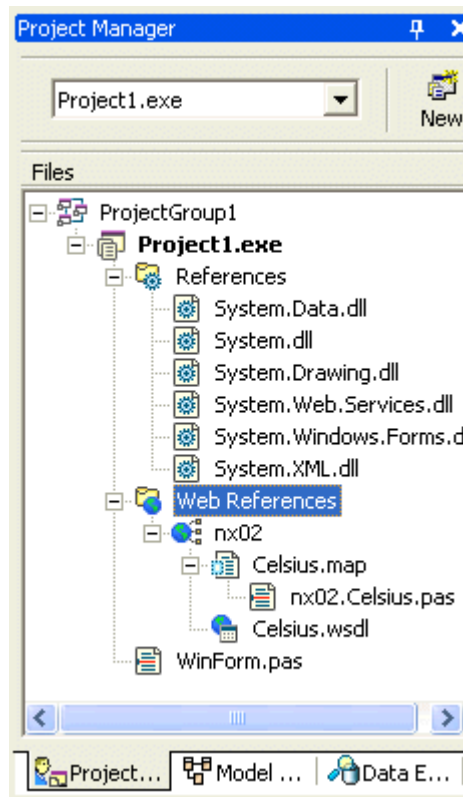 Project Manager
Project1.exe
New
Files
ProjectGroup1
Project1.exe
References
System.Data.dll
System.dll
System.Drawing.dll
System.Web.Services.dll
System.Windows.Forms.d
System.XML.dll
Web References
nx02
Celsius.map
nx02.Celsius.pas
Celsius.wsdl
WinForm.pas
Project... Model ... Data E...